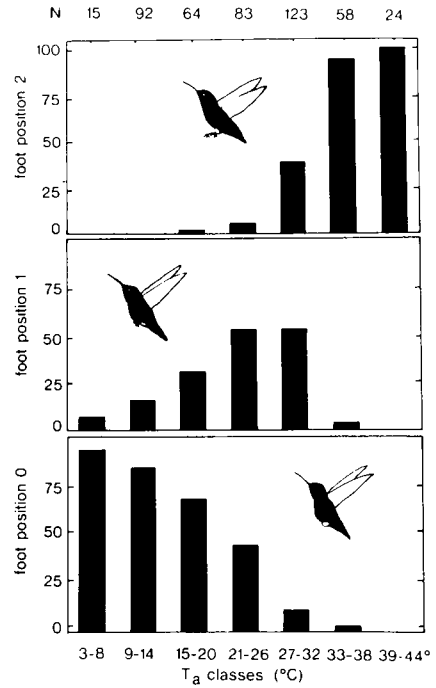 N 15 92 64 83 123 58 24
100
75
50
25
0
foot position 2
75
50
25
0
foot position 1
75
50
25
0
foot position 0
3-8 9-14 15-20 21-26 27-32 33-38 39-44°
Ta classes (°C)